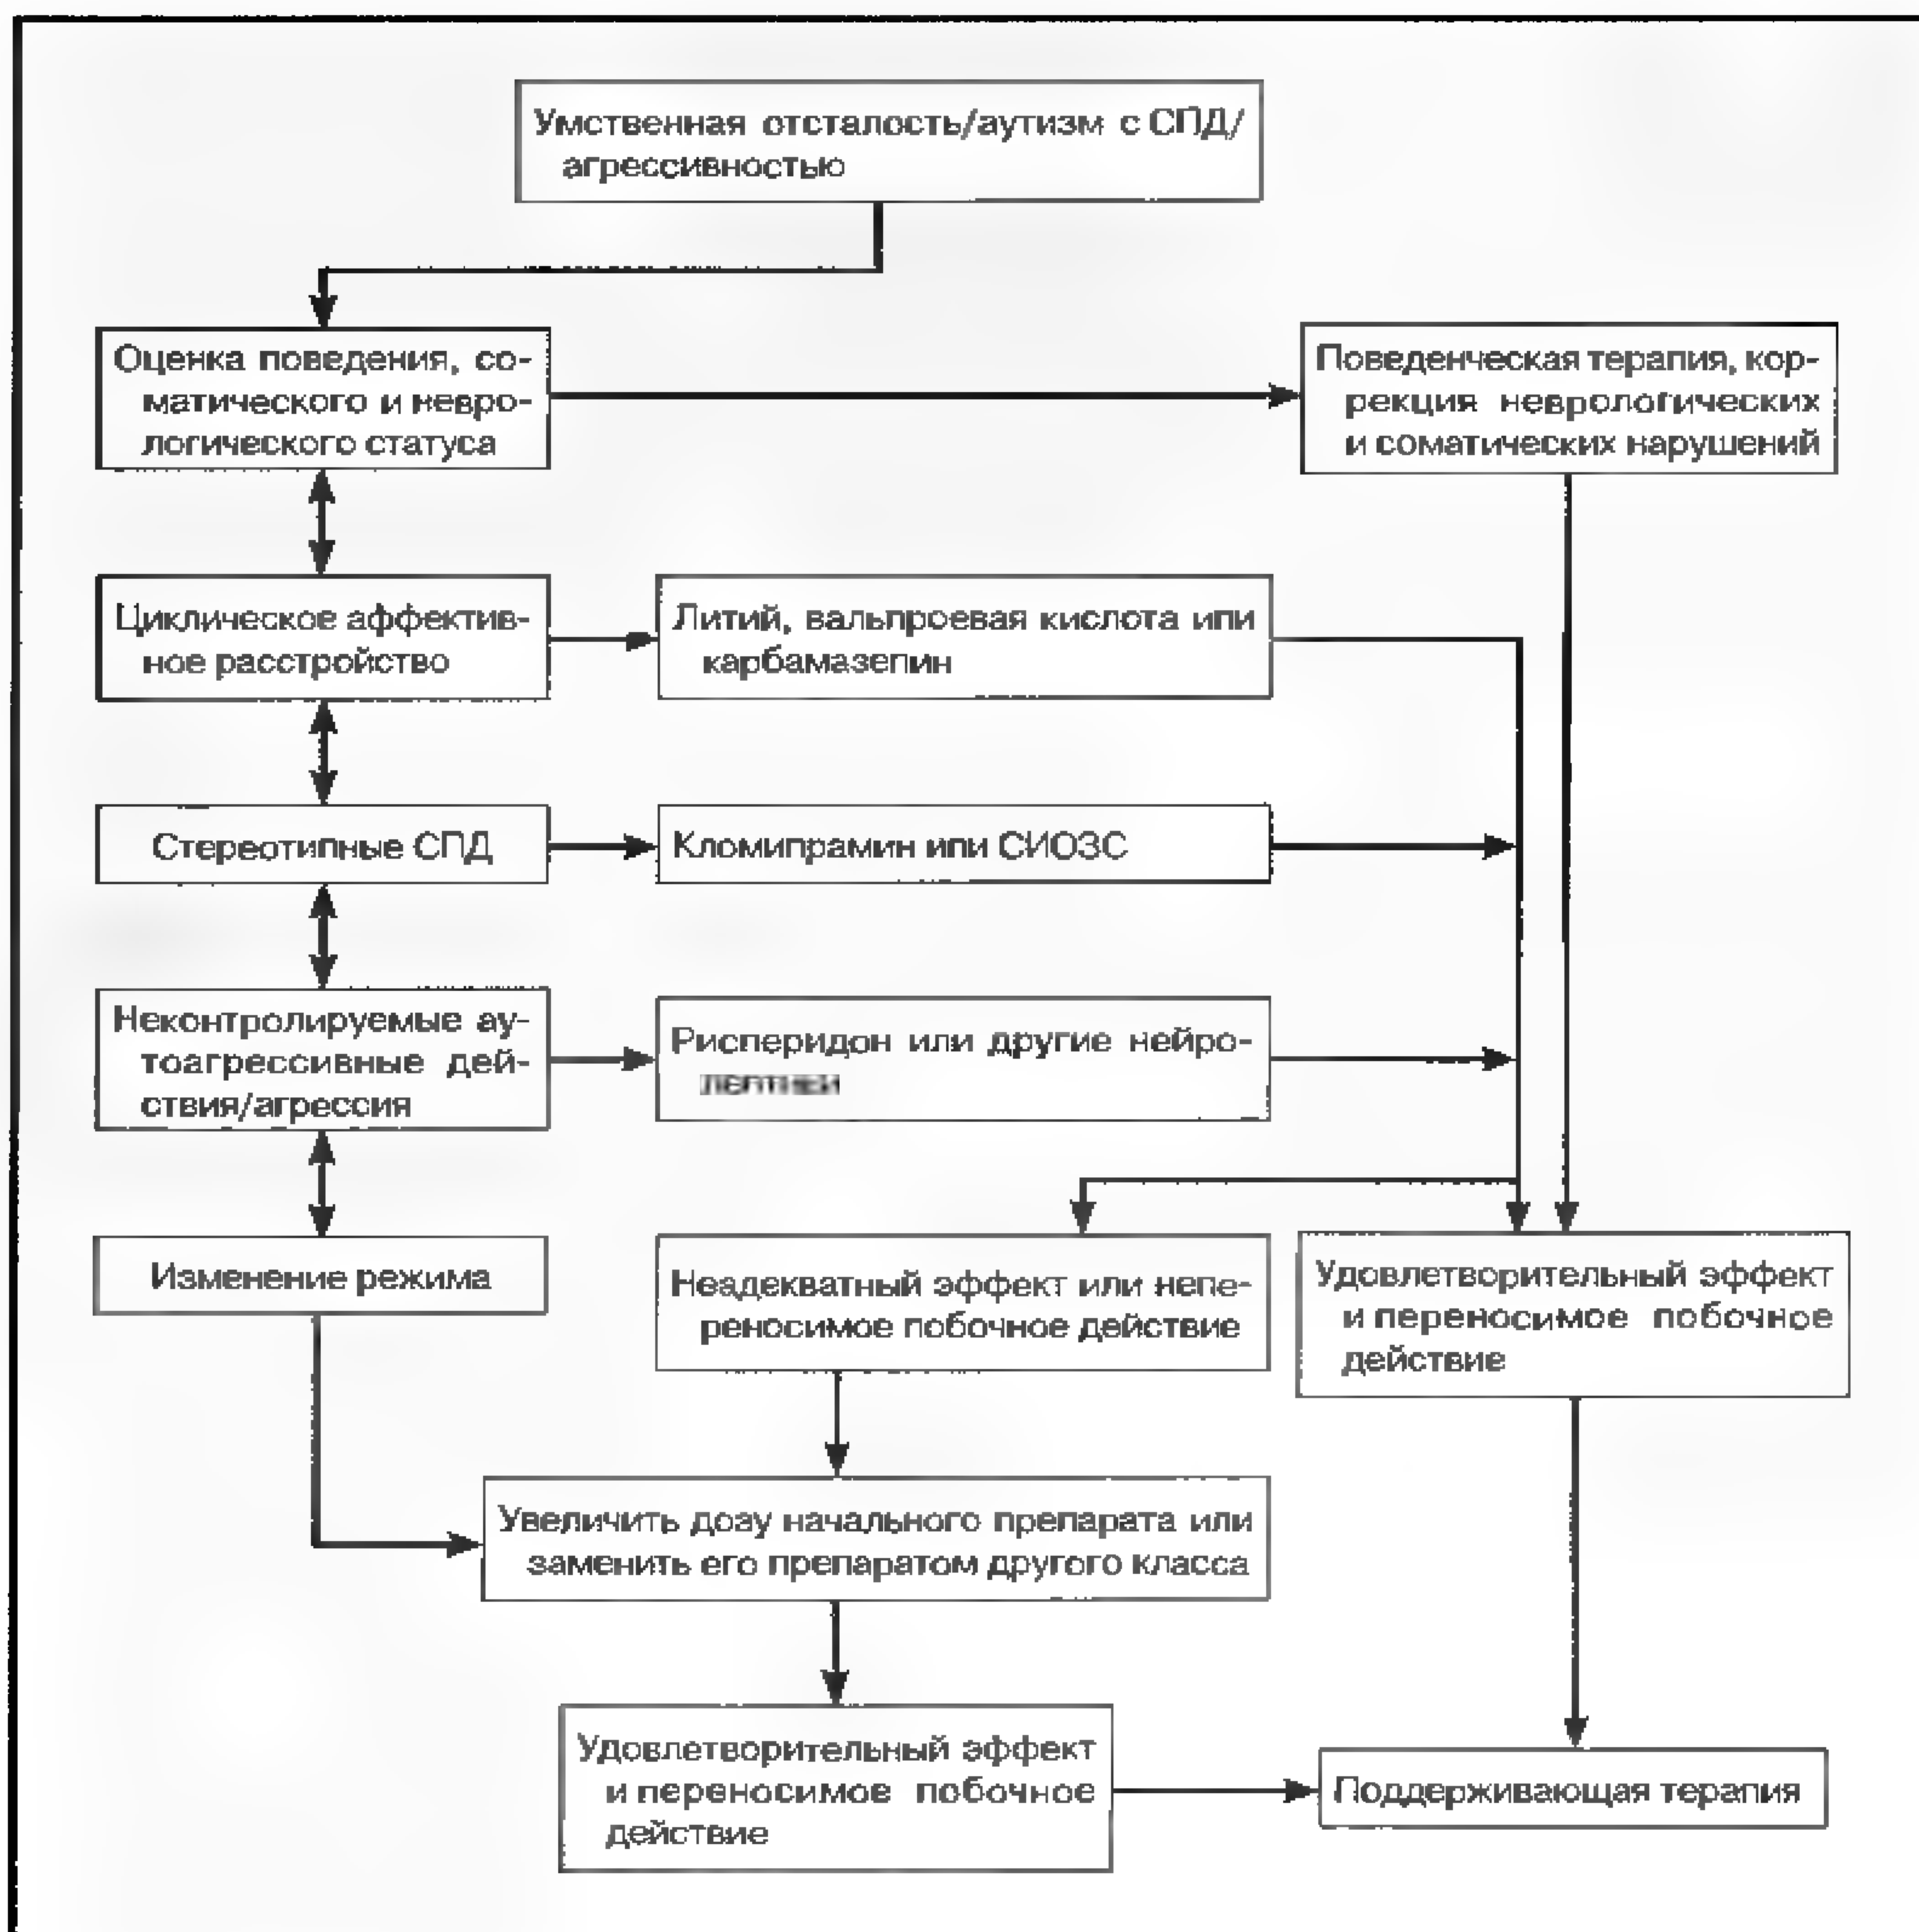 Умственная отсталость/аутизм с СПД/
агрессивностью
Оценка поведения, со-
матического и невро-
логического статуса
Поведенческая терапия, кор-
рекция неврологических
и соматических нарушений
Циклическое аффектив-
ное расстройство
Литий, вальпроевая кислота или
карбамазепин
Стереотипные СПД
Кломипрамин или СИОЗС
Неконтролируемые ау-
тоагрессивные дей-
ствия/агрессия
Рисперидон или другие нейро-
Изменение режима
Неадекватный эффект или непе-
реносимое побочное действие
Удовлетворительный эффект
и переносимое побочное
действие
Увеличить дозу начального препарата или
заменить его препаратом другого класса
Удовлетворительный эффект
и переносимое побочное
действие
Поддерживающая терапия